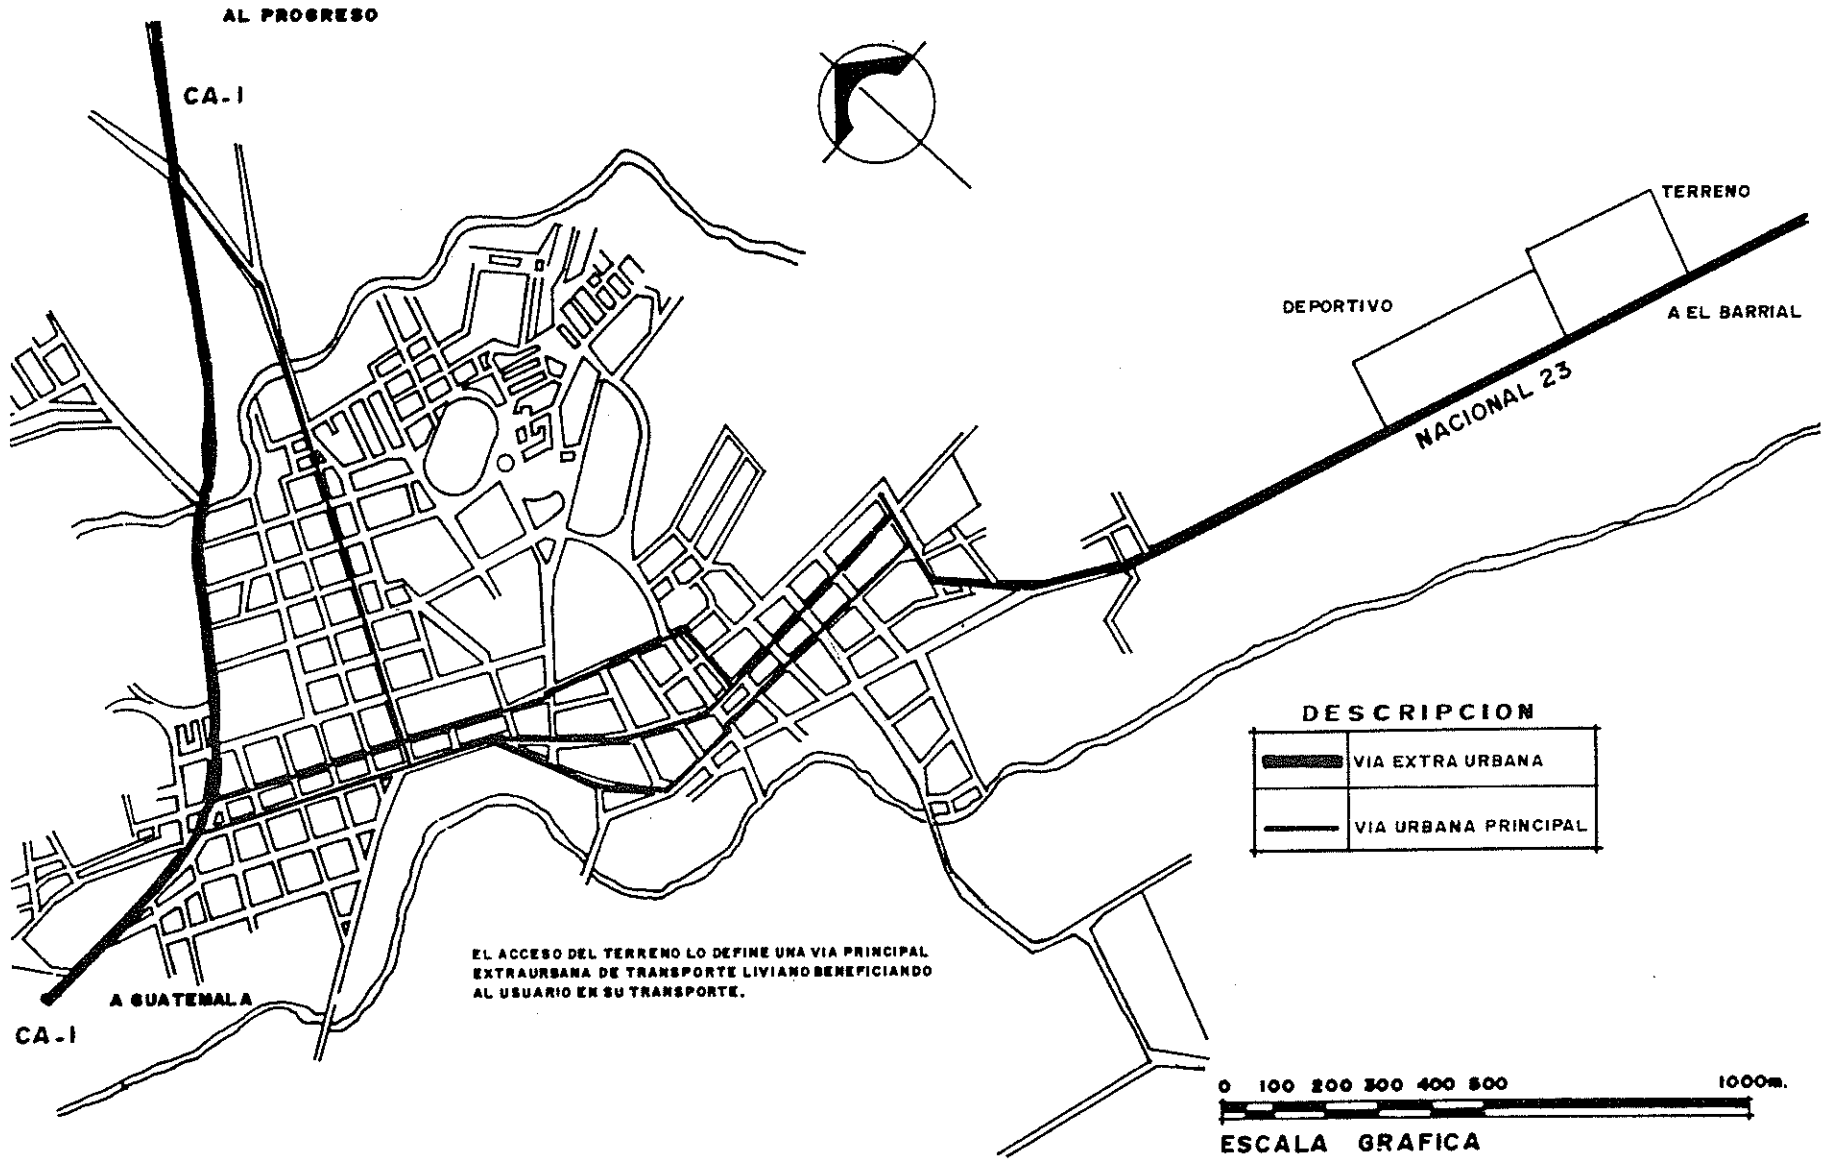 AL PROGRESO
CA-1
TERRENO
DEPORTIVO
A EL BARRIAL
NACIONAL 23
DESCRIPCION
VIA EXTRA URBANA
VIA URBANA PRINCIPAL
EL ACCESO DEL TERRENO LO DEFINE UNA VIA PRINCIPAL
EXTRAURBANA DE TRANSPORTE LIVIANO BENEFICIANDO
AL USUARIO EN SU TRANSPORTE.
A GUATEMALA
CA-1
0 100 200 300 400 500 1000m.
ESCALA GRAFICA